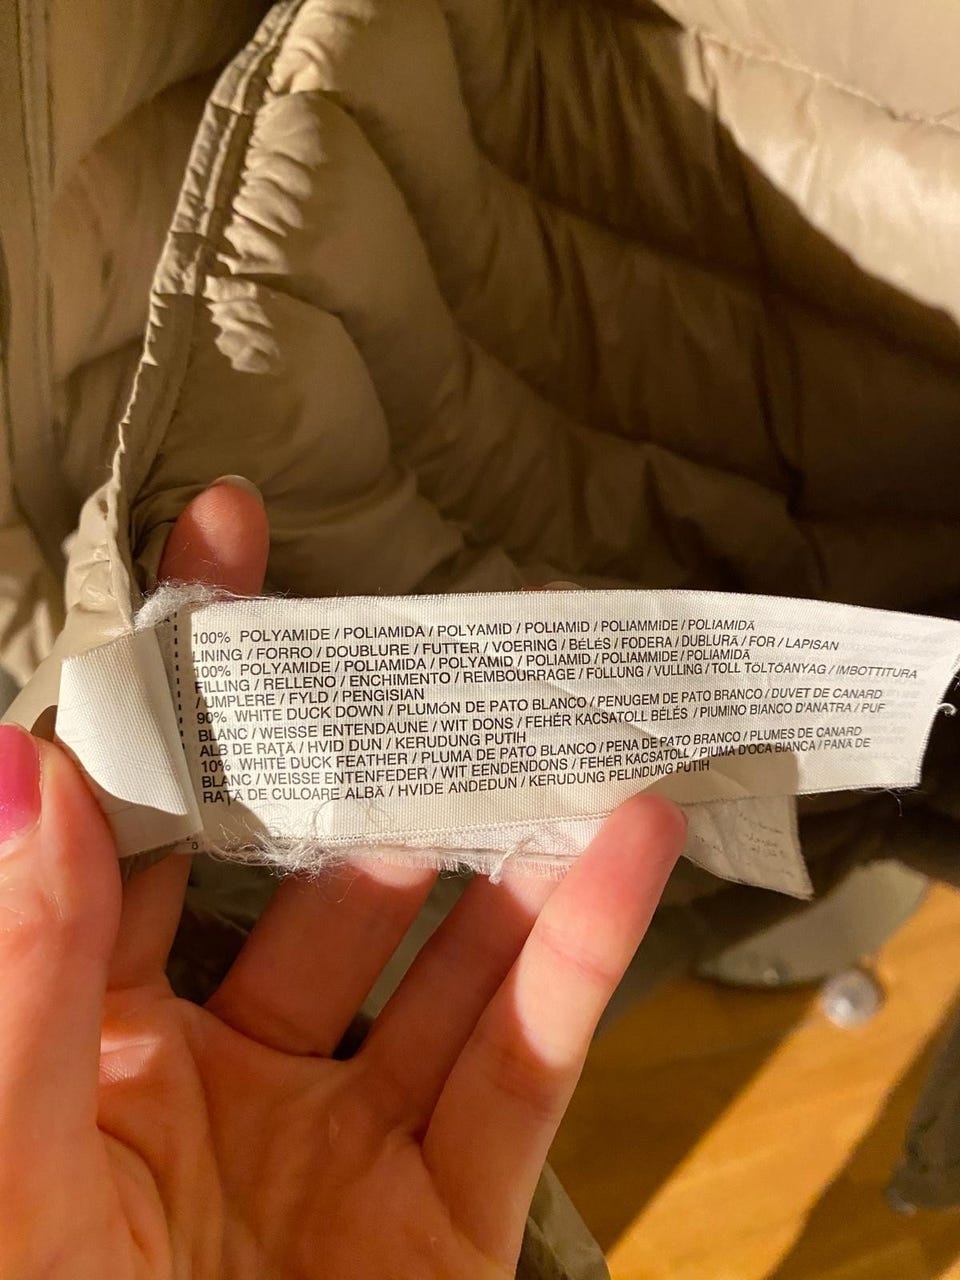 100% POLYAMIDE / POLIAMIDA / POLYAMID / POLIAMID / POLIAMMIDE / POLIAMIDĂ
LINING / FORRO / DOUBLURE / FUTTER / VOERING / BÉLÉS / FODERA / DUBLURĂ / FOR / LAPISAN
100% POLYAMIDE / POLIAMIDA / POLYAMID / POLIAMID / POLIAMMIDE / POLIAMIDĂ
FILLING / RELLENO / ENCHIMENTO / REMBOURRAGE / FÜLLUNG / VULLING / TOLL TÖLTŐANYAG / IMBOTTITURA
/ UMPLERE / FYLD / PENGISIAN
90% WHITE DUCK DOWN / PLUMÓN DE PATO BLANCO / PENUGEM DE PATO BRANCO / DUVET DE CANARD
BLANC / WEISSE ENTENDAUNE / WIT DONS / FEHÉR KACSATOLL BÉLÉS / PIUMINO BIANCO D'ANATRA / PUF
ALB DE RAȚĂ / HVID DUN / KERUDUNG PUTIH
10% WHITE DUCK FEATHER / PLUMA DE PATO BLANCO / PENA DE PATO BRANCO / PLUMES DE CANARD
BLANC / WEISSE ENTENFEDER / WIT EENDENDONS / FEHÉR KACSATOLL / PIUMA D'OCA BIANCA / PANĂ DE
RAȚĂ DE CULOARE ALBĂ / HVIDE ANDEDUN / KERUDUNG PELINDUNG PUTIH